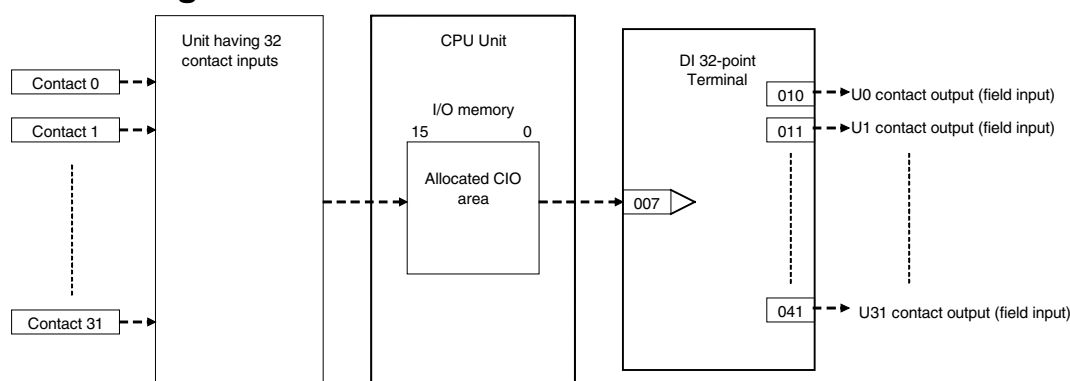 Unit having 32
contact inputs
CPU Unit
DI 32-point
Terminal
Contact 0
Contact 1
Contact 31
I/O memory
15 0
Allocated CIO
area
007
010
U0 contact output (field input)
011
U1 contact output (field input)
041
U31 contact output (field input)